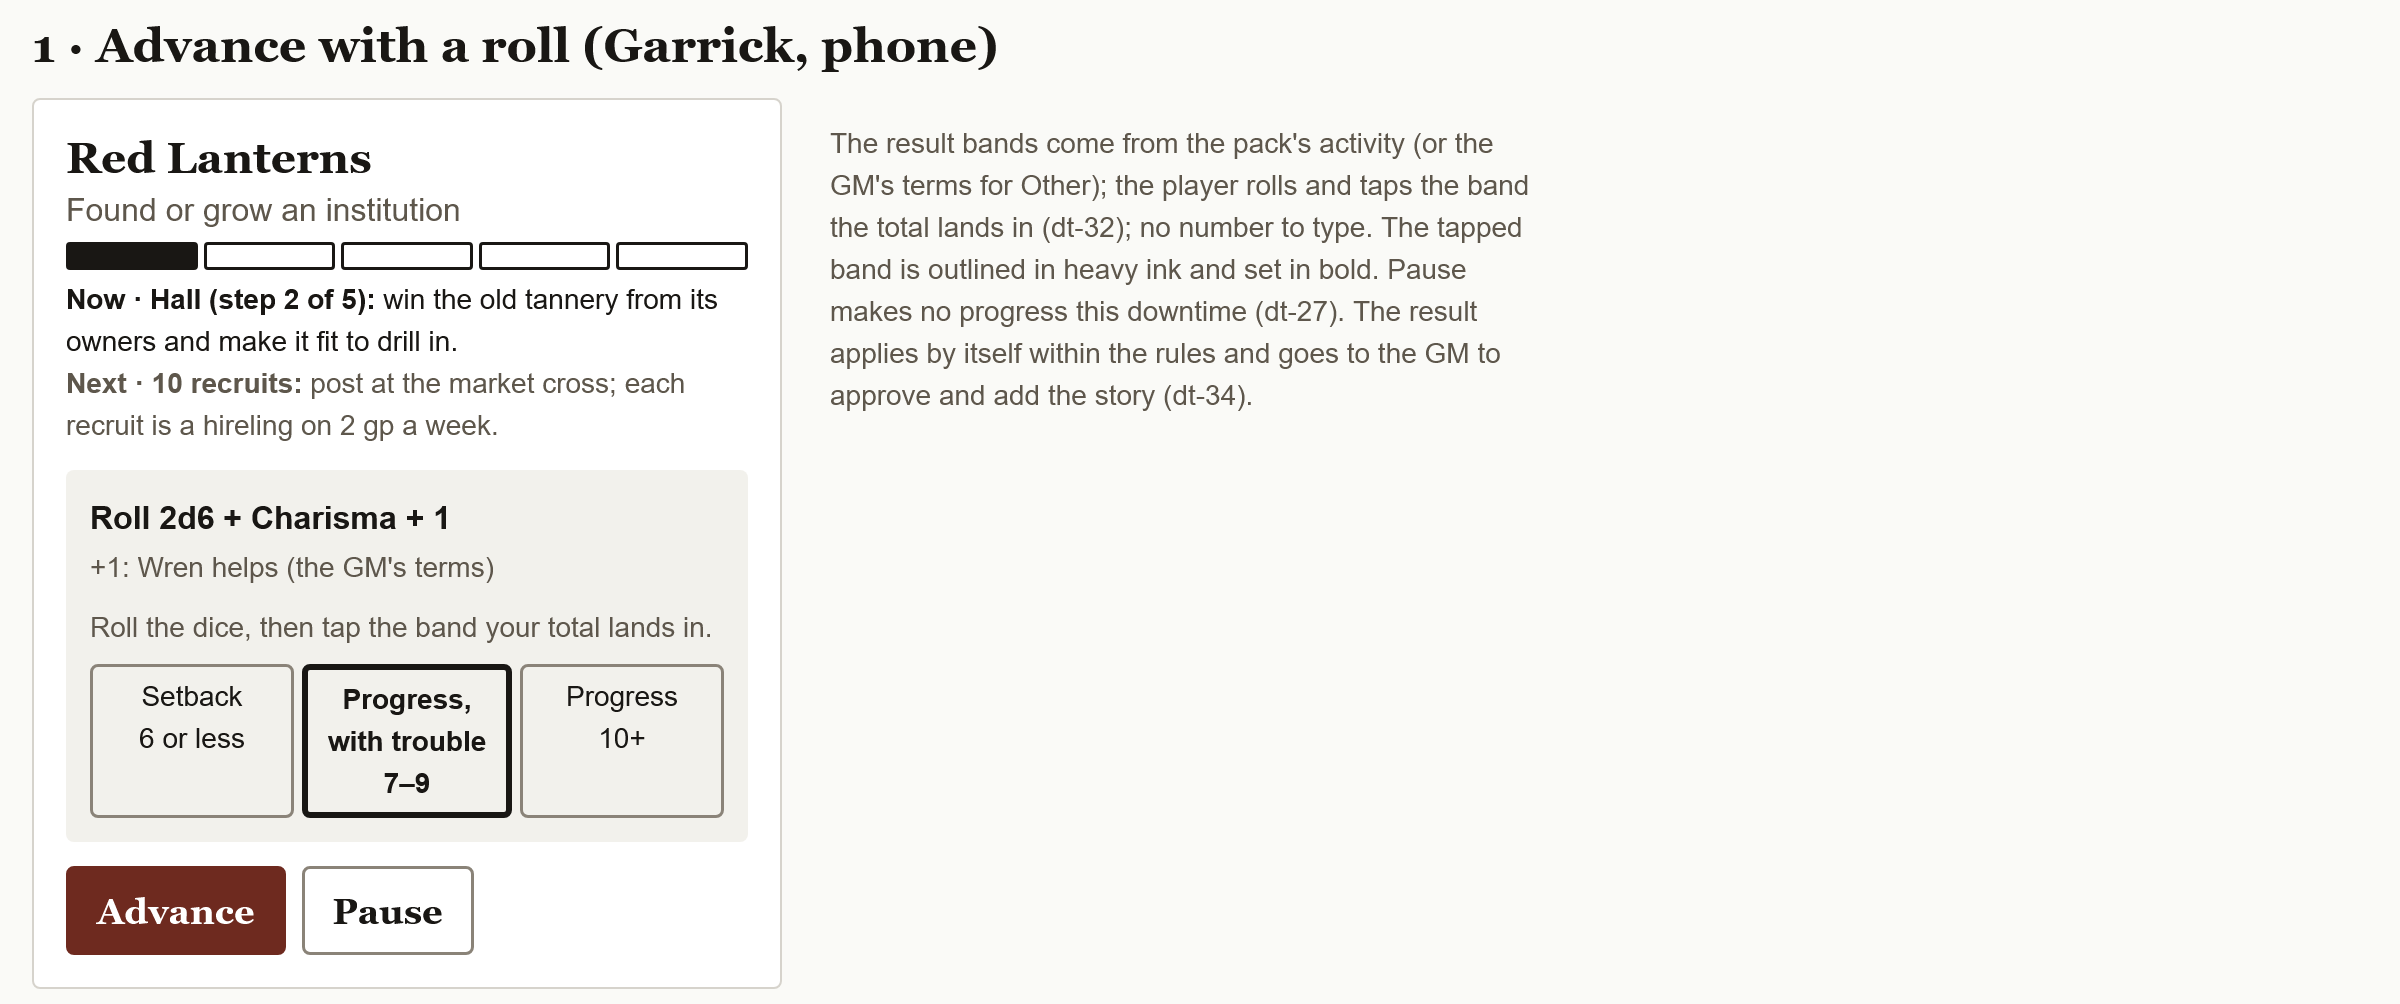 1 · Advance with a roll (Garrick, phone)
Red Lanterns
Found or grow an institution
Now · Hall (step 2 of 5): win the old tannery from its
owners and make it fit to drill in.
Next · 10 recruits: post at the market cross; each
recruit is a hireling on 2 gp a week.
Roll 2d6 + Charisma + 1
+1: Wren helps (the GM's terms)
Roll the dice, then tap the band your total lands in.
Setback
6 or less
Progress,
with trouble
7–9
Progress
10+
Advance
Pause
The result bands come from the pack's activity (or the
GM's terms for Other); the player rolls and taps the band
the total lands in (dt-32); no number to type. The tapped
band is outlined in heavy ink and set in bold. Pause
makes no progress this downtime (dt-27). The result
applies by itself within the rules and goes to the GM to
approve and add the story (dt-34).